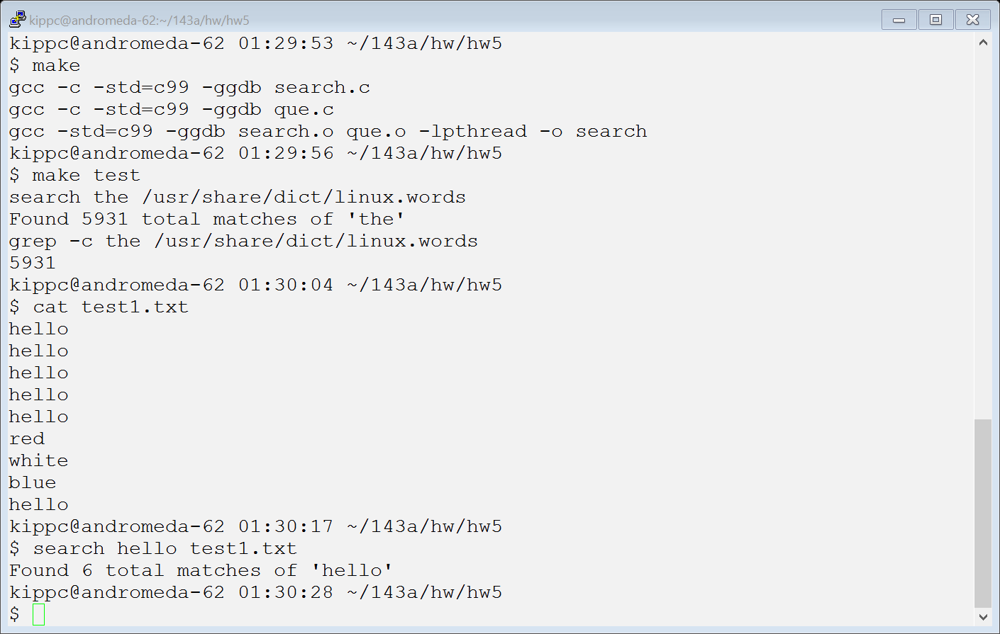 kippc@andromeda-62:~/143a/hw/hw5
kippc@andromeda-62 01:29:53 ~/143a/hw/hw5
$ make
gcc -c -std=c99 -ggdb search.c
gcc -c -std=c99 -ggdb que.c
gcc -std=c99 -ggdb search.o que.o -lpthread -o search
kippc@andromeda-62 01:29:56 ~/143a/hw/hw5
$ make test
search the /usr/share/dict/linux.words
Found 5931 total matches of 'the'
grep -c the /usr/share/dict/linux.words
5931
kippc@andromeda-62 01:30:04 ~/143a/hw/hw5
$ cat test1.txt
hello
hello
hello
hello
hello
red
white
blue
hello
kippc@andromeda-62 01:30:17 ~/143a/hw/hw5
$ search hello test1.txt
Found 6 total matches of 'hello'
kippc@andromeda-62 01:30:28 ~/143a/hw/hw5
$